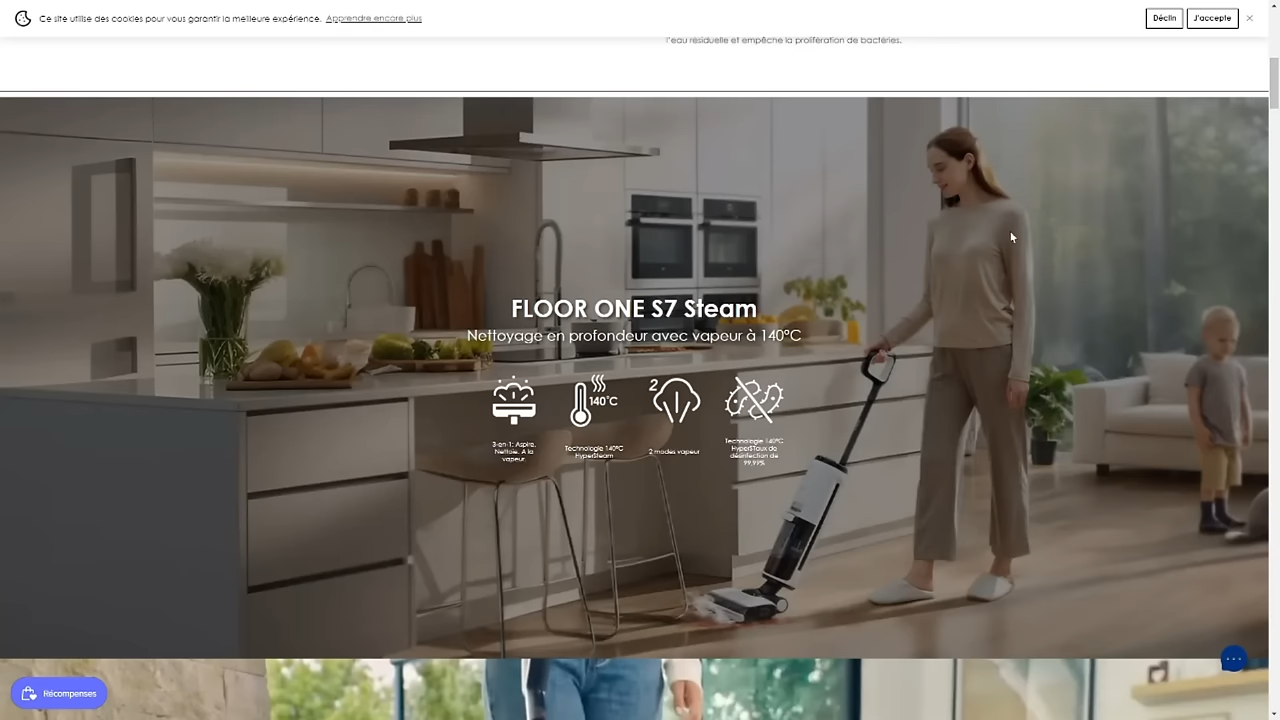 Ce site utilise des cookies pour vous garantir la meilleure expérience. Apprendre encore plus
Déclin
J'accepte
l'eau résiduelle et empêche la prolifération de bactéries.
FLOOR ONE S7 Steam
Nettoyage en profondeur avec vapeur à 140°C
140°C
2
3-en-1: Aspire,
Nettoie, A la
vapeur.
Technologie 140°C
HyperSteam
2 modes vapeur
Technologie 140°C
HyperSTaux de
désinfection de
99,99%
Récompenses